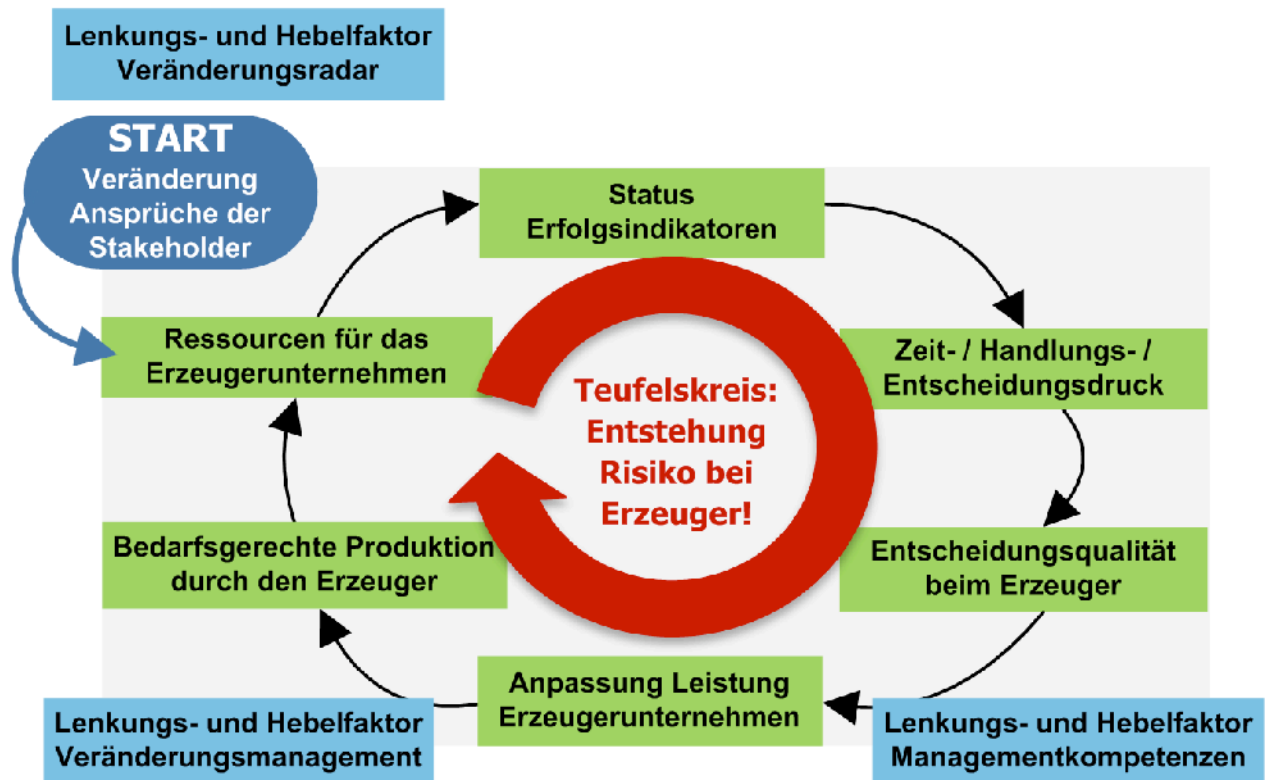 Lenkungs- und Hebelfaktor
Veränderungsradar
START
Veränderung
Ansprüche der
Stakeholder
Status
Erfolgsindikatoren
Ressourcen für das
Erzeugerunternehmen
Zeit- / Handlungs- /
Entscheidungsdruck
Teufelskreis:
Entstehung
Risiko bei
Erzeuger!
Bedarfsgerechte Produktion
durch den Erzeuger
Entscheidungsqualität
beim Erzeuger
Anpassung Leistung
Erzeugerunternehmen
Lenkungs- und Hebelfaktor
Veränderungsmanagement
Lenkungs- und Hebelfaktor
Managementkompetenzen